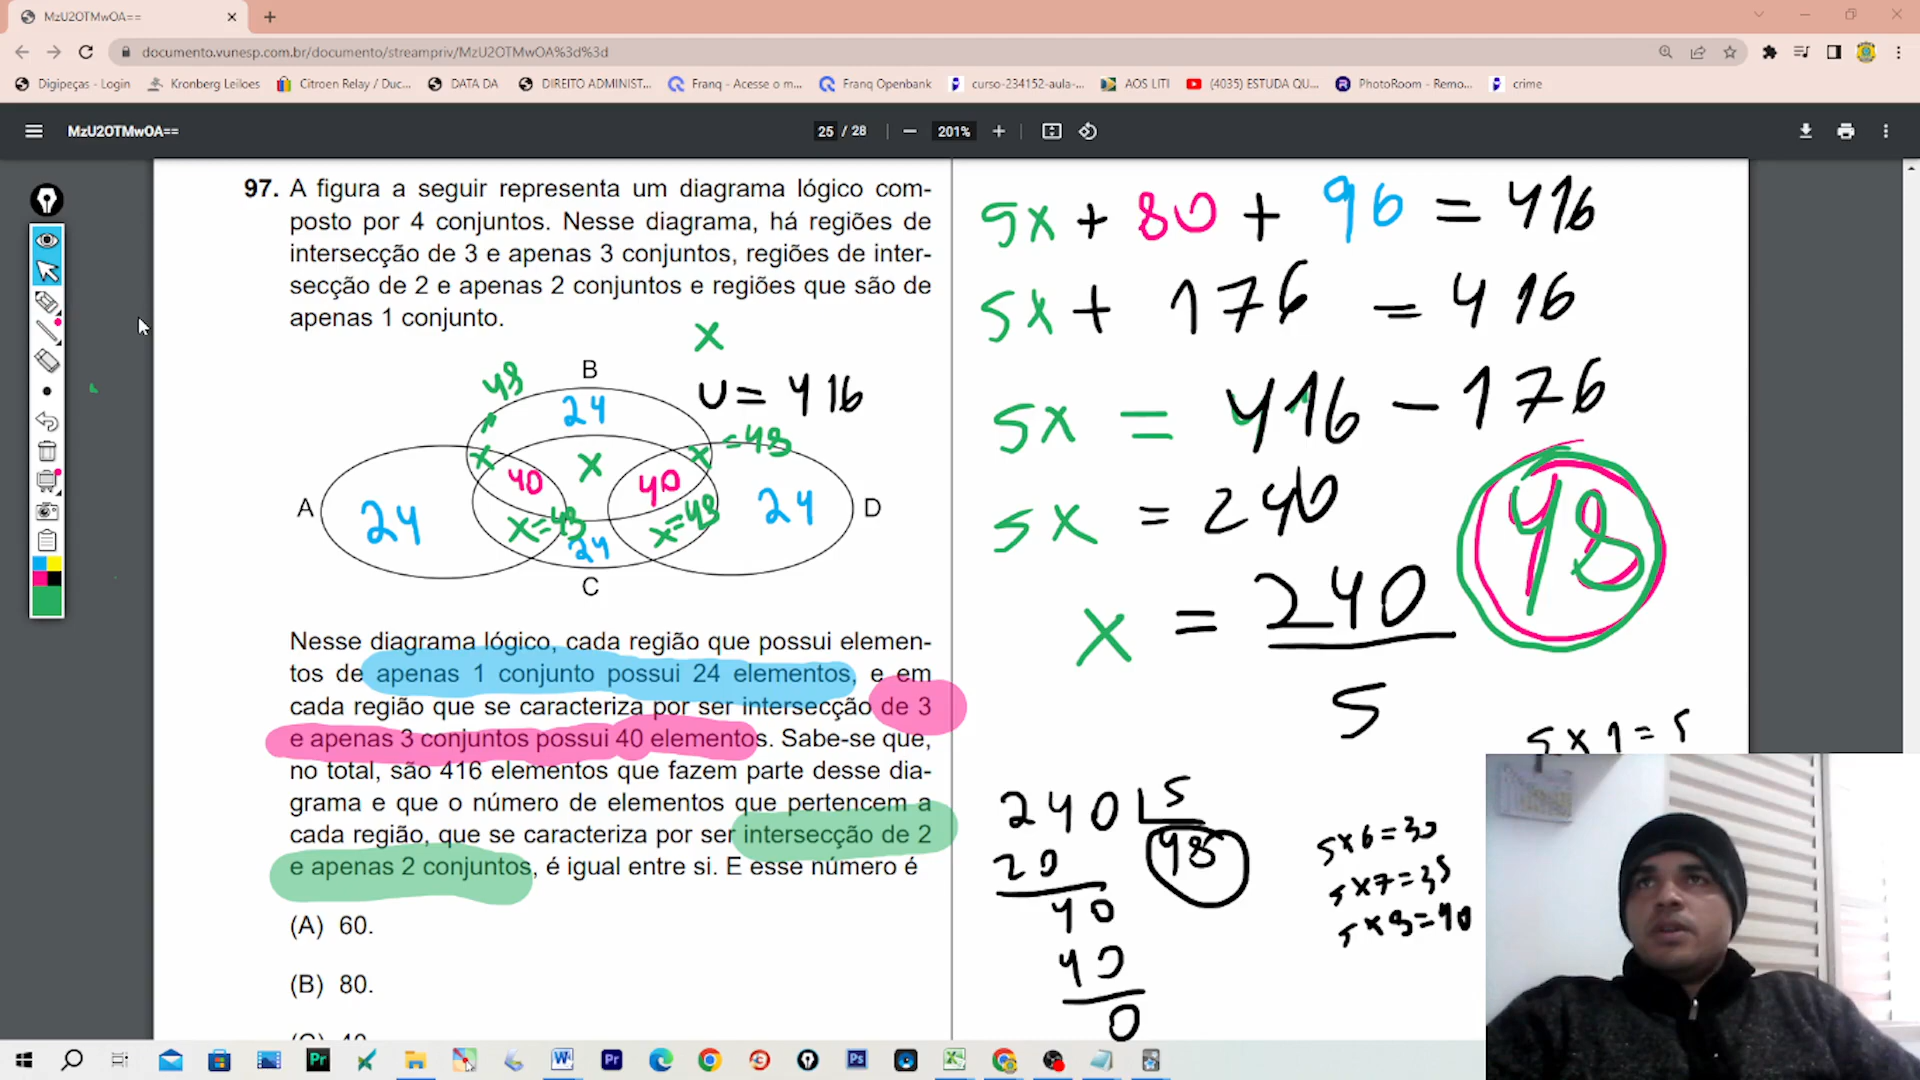 MzU2OTMwOA==
documento.vunesp.com.br/documento/streampriv/MzU2OTMwOA%3d%3d
Digipeças - Login
Kronberg Leiloes
Citroen Relay / Duc...
DATA DA
DIREITO ADMINIST...
Franq - Acesse o m...
Franq Openbank
curso-234152-aula-...
AOS LITI
(4035) ESTUDA QU...
PhotoRoom - Remo...
crime
MzU2OTMwOA==
25 / 28
201%
97. A figura a seguir representa um diagrama lógico com-
posto por 4 conjuntos. Nesse diagrama, há regiões de
intersecção de 3 e apenas 3 conjuntos, regiões de inter-
secção de 2 e apenas 2 conjuntos e regiões que são de
apenas 1 conjunto.
x
U = 416
48
B
24
= 48
x
40
x
40
x
A
24
x=48
24
x=48
24
D
C
Nesse diagrama lógico, cada região que possui elemen-
tos de apenas 1 conjunto possui 24 elementos, e em
cada região que se caracteriza por ser intersecção de 3
e apenas 3 conjuntos possui 40 elementos. Sabe-se que,
no total, são 416 elementos que fazem parte desse dia-
grama e que o número de elementos que pertencem a
cada região, que se caracteriza por ser intersecção de 2
e apenas 2 conjuntos, é igual entre si. E esse número é
(A) 60.
(B) 80.
5x + 80 + 96 = 416
5x + 176 = 416
5x = 416 - 176
5x = 240
x = 240
5
48
5x1=5
240 5
20 48
40
40
0
5x6=30
5x7=35
5x8=40